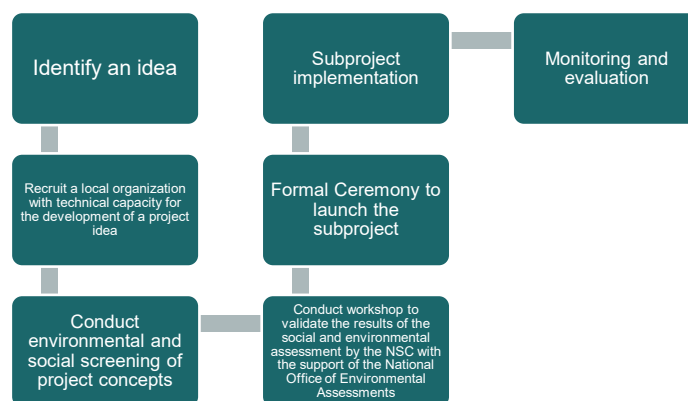 Identify an idea
Recruit a local organization
with technical capacity for
the development of a project
idea
Conduct
environmental and
social screening of
project concepts
Conduct workshop to
validate the results of the
social and environmental
assessment by the NSC with
the support of the National
Office of Environmental
Assessments
Formal Ceremony to
launch the
subproject
Subproject
implementation
Monitoring and
evaluation